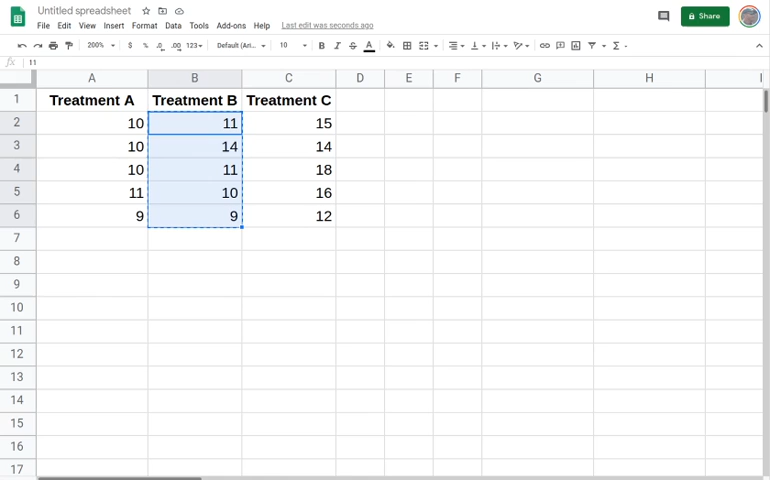 Untitled spreadsheet
File Edit View Insert Format Data Tools Add-ons Help Last edit was seconds ago
Share
200% $ % .0 .00 123 Default (Ari... 10 B I S A Σ
fx 11
A B C D E F G H I
1 Treatment A Treatment B Treatment C
2 10 11 15
3 10 14 14
4 10 11 18
5 11 10 16
6 9 9 12
7
8
9
10
11
12
13
14
15
16
17